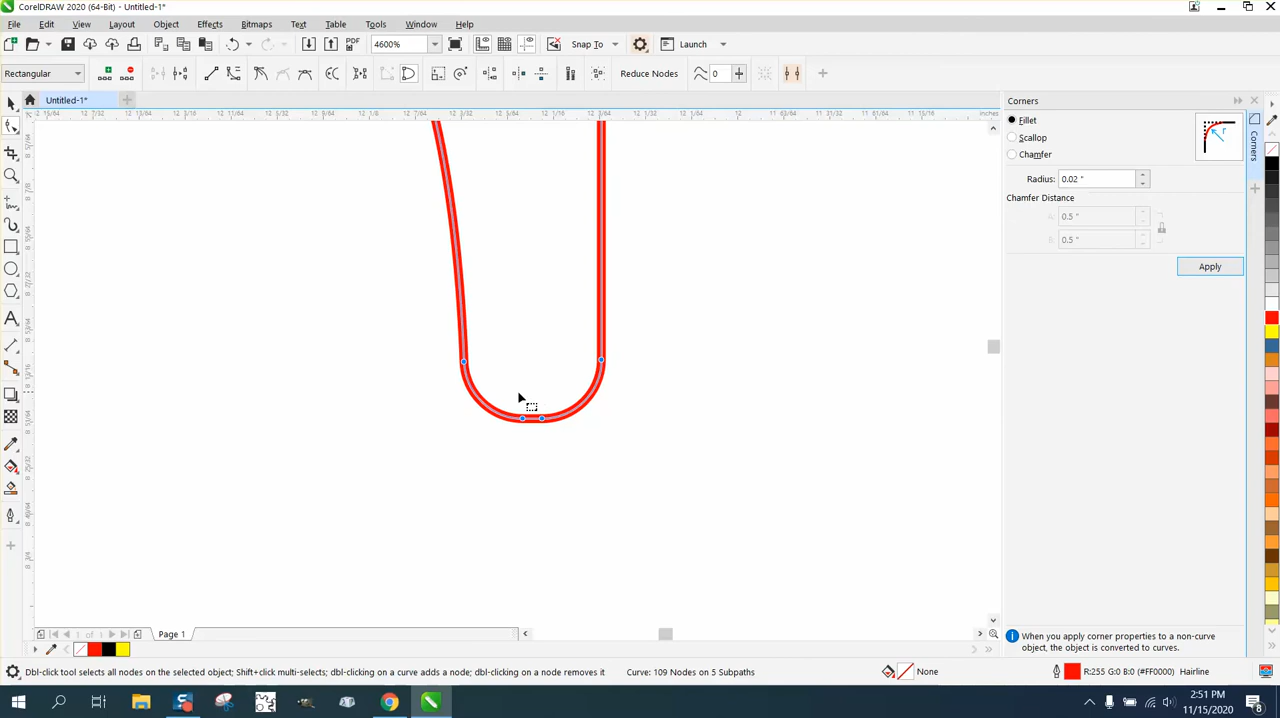 CorelDRAW 2020 (64-Bit) - Untitled-1*
File Edit View Layout Object Effects Bitmaps Text Table Tools Window Help
PDF 4600% Snap To Launch
Rectangular Reduce Nodes 0
Untitled-1*
inches
Corners
Fillet
Scallop
Chamfer
Radius: 0.02 "
Chamfer Distance
A: 0.5 "
B: 0.5 "
Apply
Corners
When you apply corner properties to a non-curve
object, the object is converted to curves.
1 of 1 Page 1
Dbl-click tool selects all nodes on the selected object; Shift+click multi-selects; dbl-clicking on a curve adds a node; dbl-clicking on a node removes it Curve: 109 Nodes on 5 Subpaths None R:255 G:0 B:0 (#FF0000) Hairline
2:51 PM
11/15/2020
8